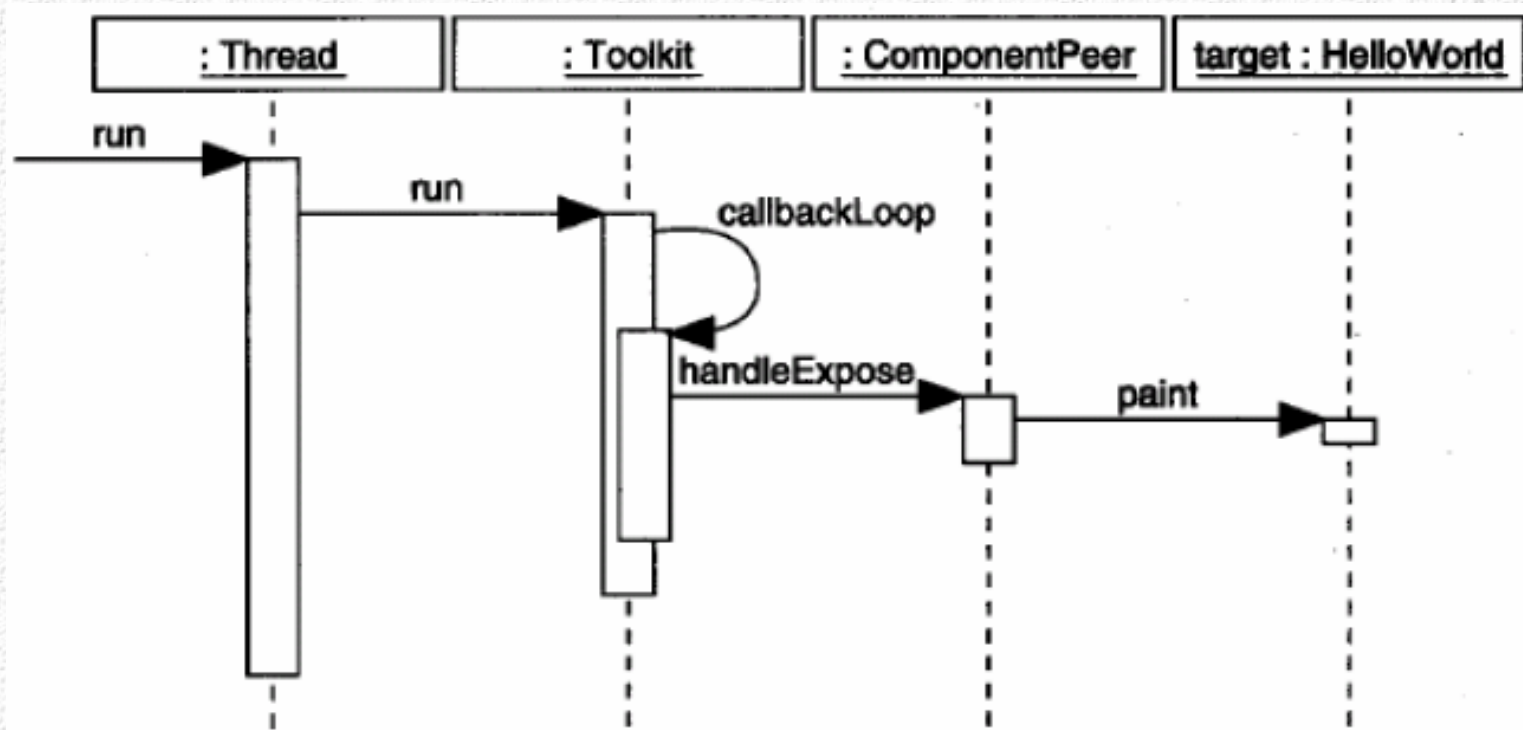 : Thread
: Toolkit
: ComponentPeer
target : HelloWorld
run
run
callbackLoop
handleExpose
paint